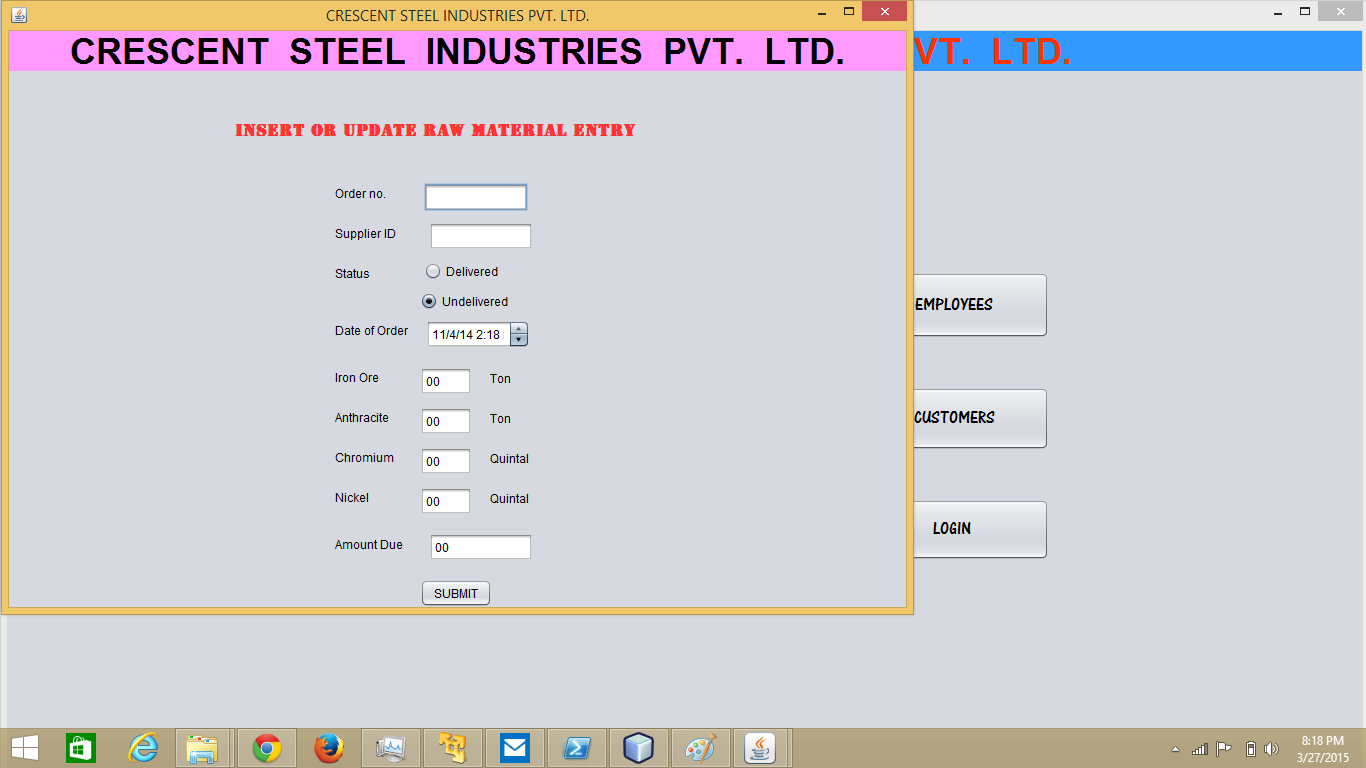 CRESCENT STEEL INDUSTRIES PVT. LTD.
CRESCENT STEEL INDUSTRIES PVT. LTD.
VT. LTD.
INSERT OR UPDATE RAW MATERIAL ENTRY
Order no.
Supplier ID
Status Delivered
Undelivered
Date of Order 11/4/14 2:18
Iron Ore 00 Ton
Anthracite 00 Ton
Chromium 00 Quintal
Nickel 00 Quintal
Amount Due 00
SUBMIT
EMPLOYEES
CUSTOMERS
LOGIN
8:18 PM
3/27/2015